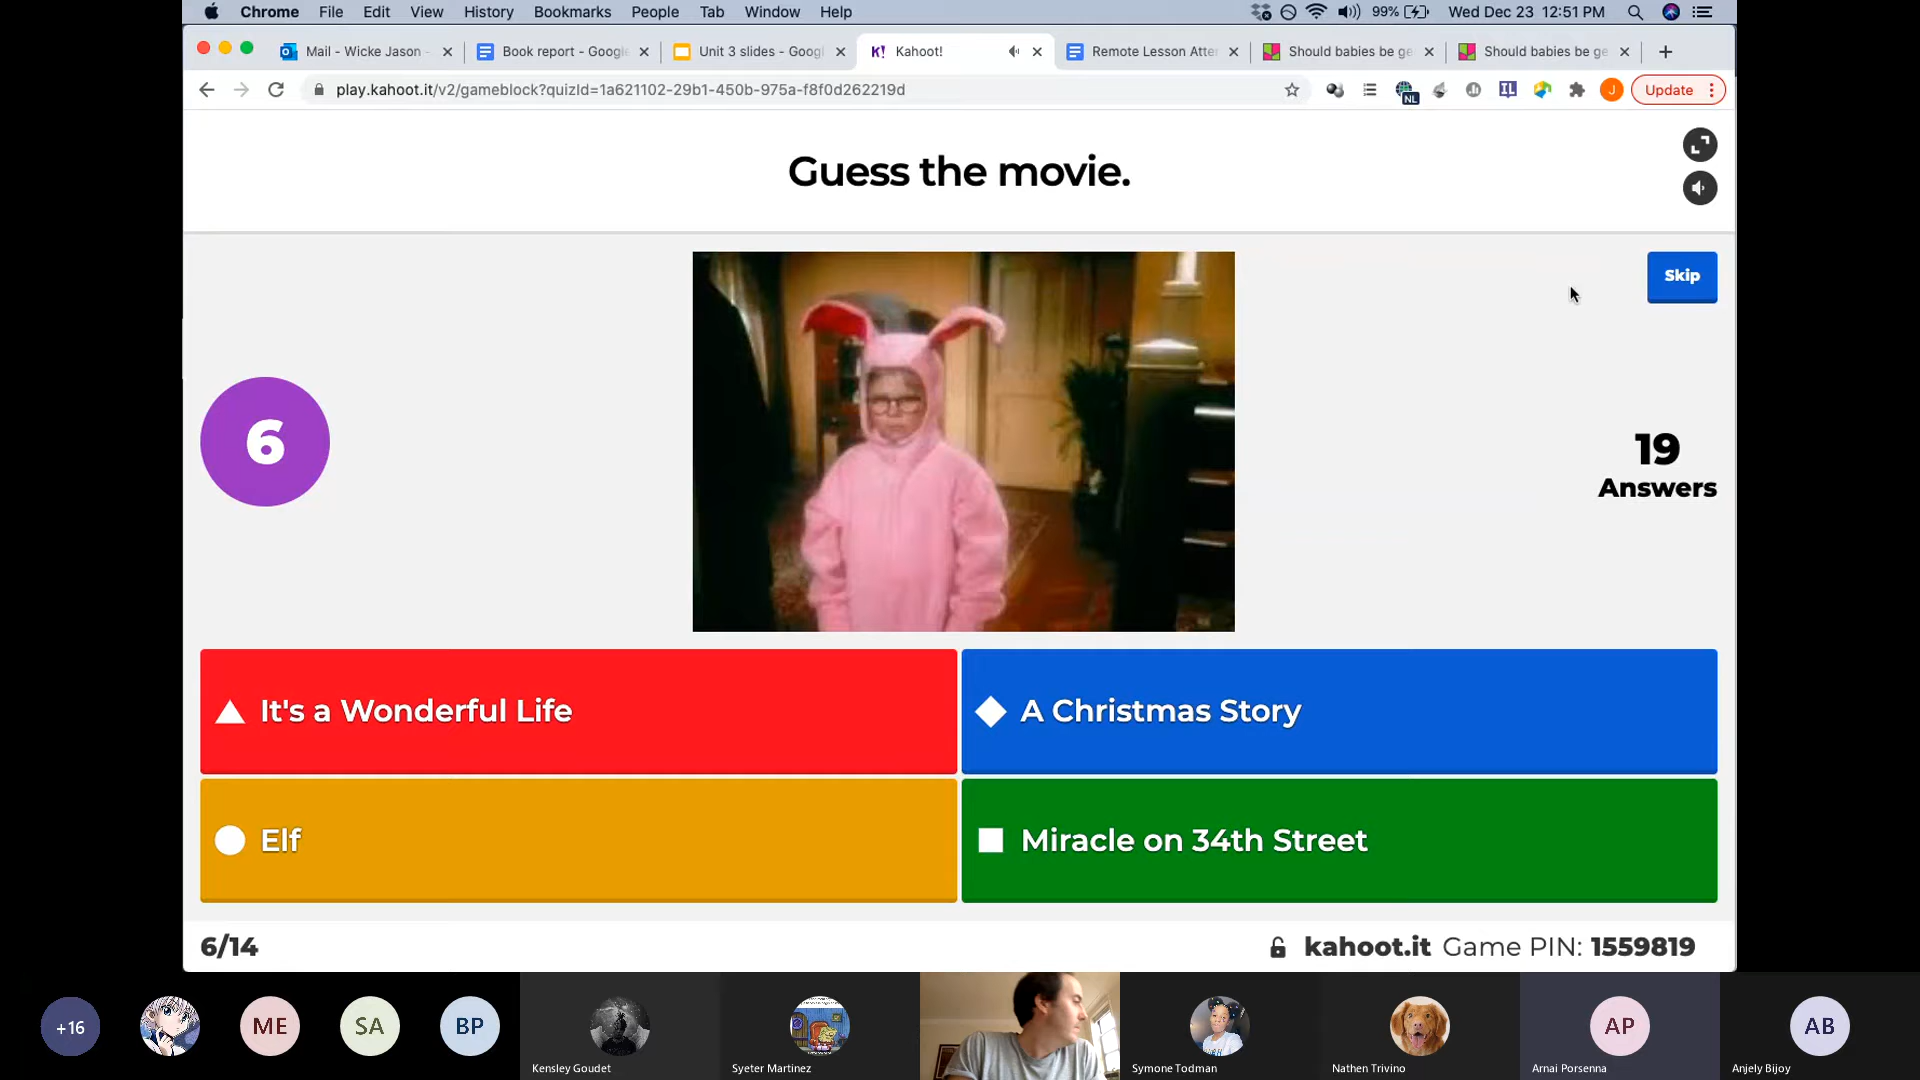 Chrome File Edit View History Bookmarks People Tab Window Help 99% Wed Dec 23 12:51 PM
Mail - Wicke Jason - Book report - Google Unit 3 slides - Googl Kahoot! Remote Lesson Atte Should babies be ge Should babies be ge
play.kahoot.it/v2/gameblock?quizId=1a621102-29b1-450b-975a-f8f0d262219d NL IL J Update
Guess the movie.
Skip
6
19
Answers
It's a Wonderful Life
A Christmas Story
Elf
Miracle on 34th Street
6/14
kahoot.it Game PIN: 1559819
+16 ME SA BP AP AB
Kensley Goudet Syeter Martinez Symone Todman Nathen Trivino Arnai Porsenna Anjely Bijoy